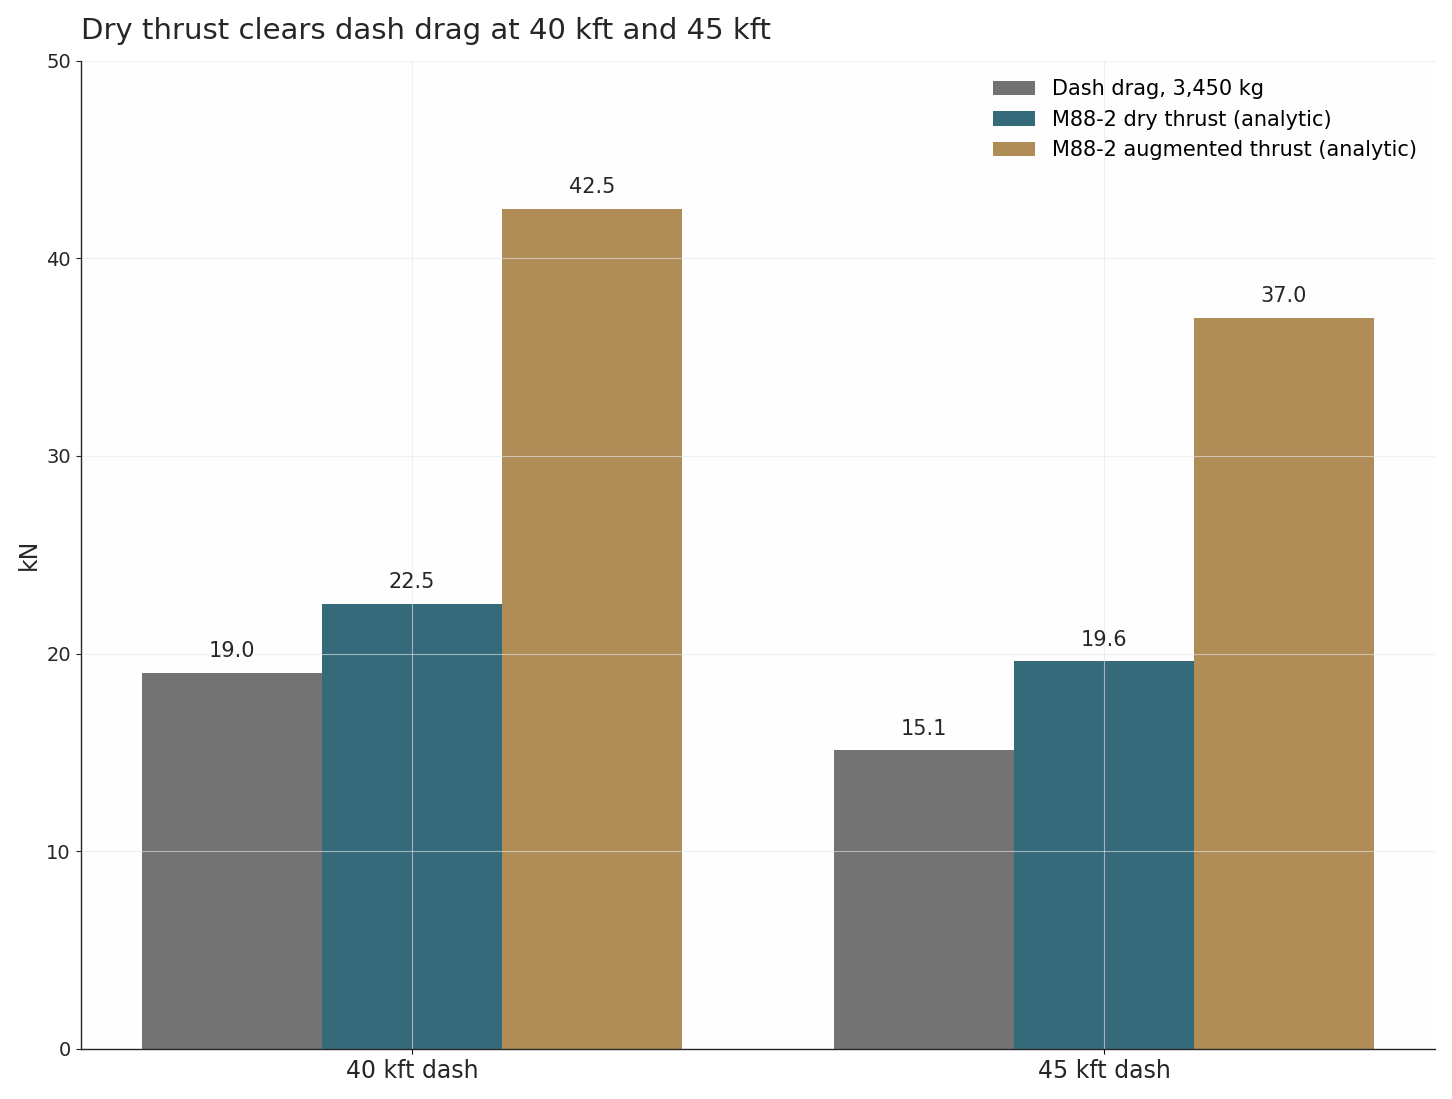 Dry thrust clears dash drag at 40 kft and 45 kft
50
40
30
20
10
0
kN
Dash drag, 3,450 kg
M88-2 dry thrust (analytic)
M88-2 augmented thrust (analytic)
19.0
22.5
42.5
15.1
19.6
37.0
40 kft dash
45 kft dash